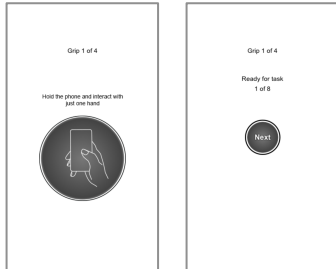 Grip 1 of 4
Hold the phone and interact with
just one hand
Grip 1 of 4
Ready for task
1 of 8
Next